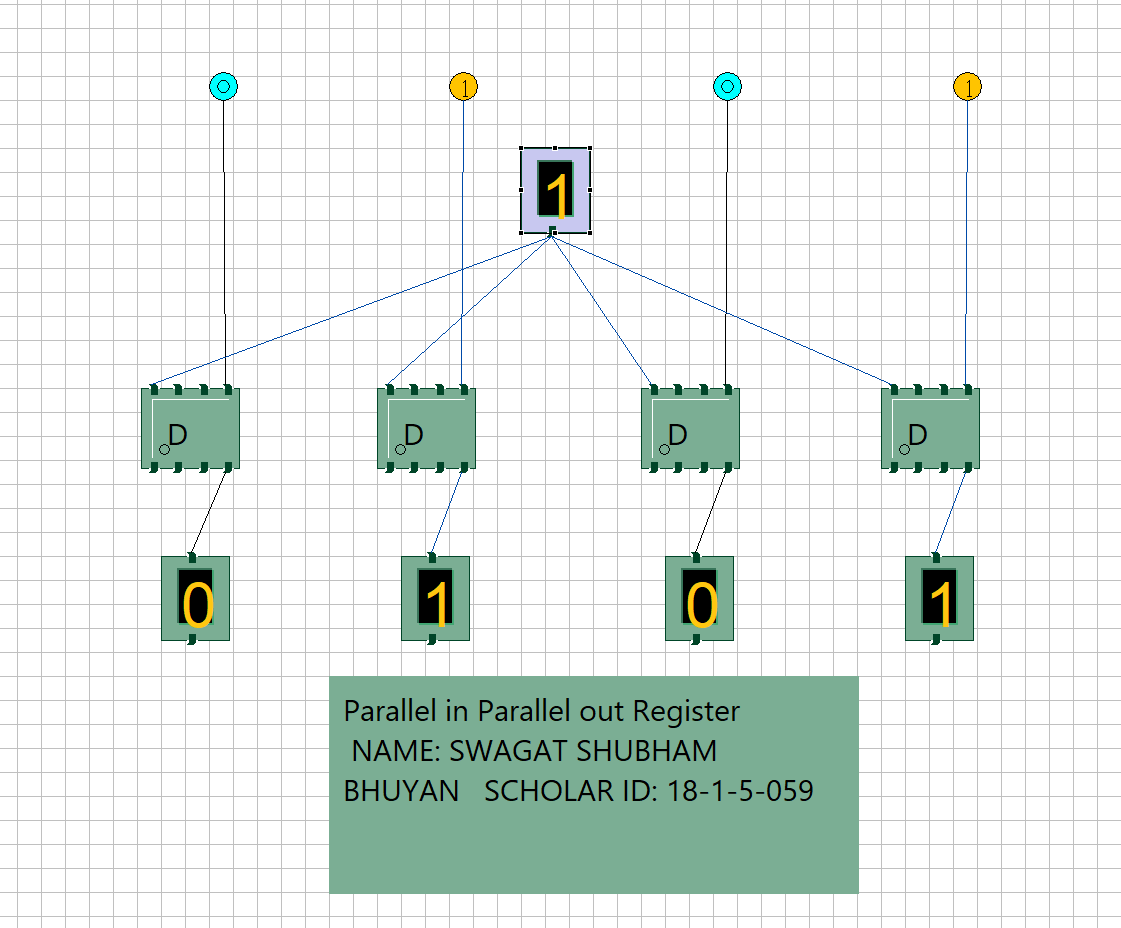 0 1 0 1
1
D D D D
0 1 0 1
Parallel in Parallel out Register
NAME: SWAGAT SHUBHAM
BHUYAN SCHOLAR ID: 18-1-5-059